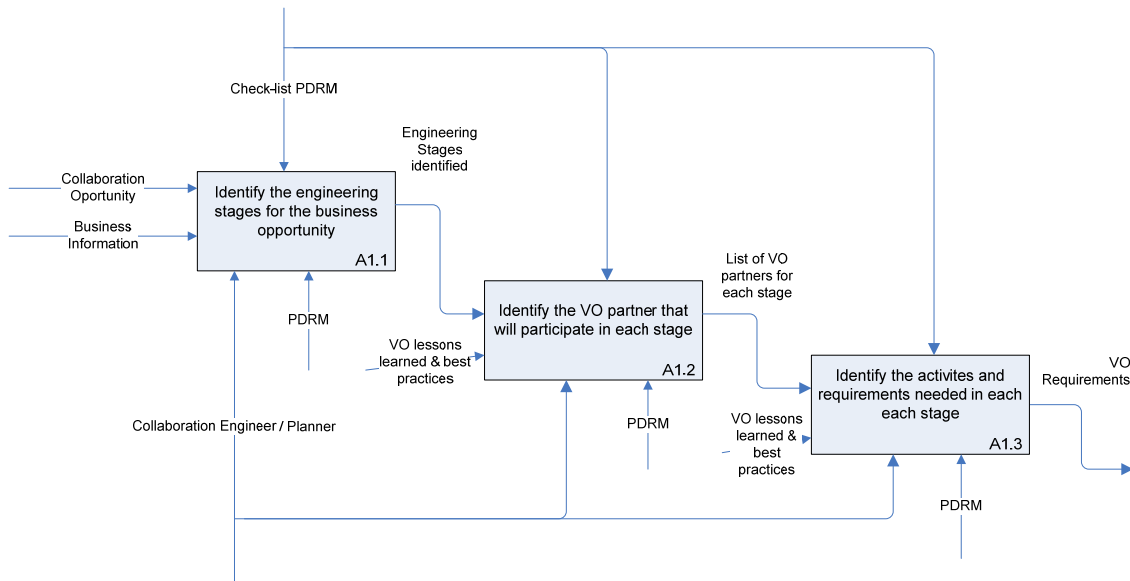 Check-list PDRM
Engineering
Stages
identified
Collaboration
Oportunity
Business
Information
Identify the engineering
stages for the business
opportunity
A1.1
PDRM
List of VO
partners for
each stage
Identify the VO partner that
will participate in each stage
A1.2
VO lessons
learned & best
practices
PDRM
VO
Requirements
Identify the activites and
requirements needed in each
each stage
A1.3
VO lessons
learned &
best
practices
Collaboration Engineer / Planner
PDRM